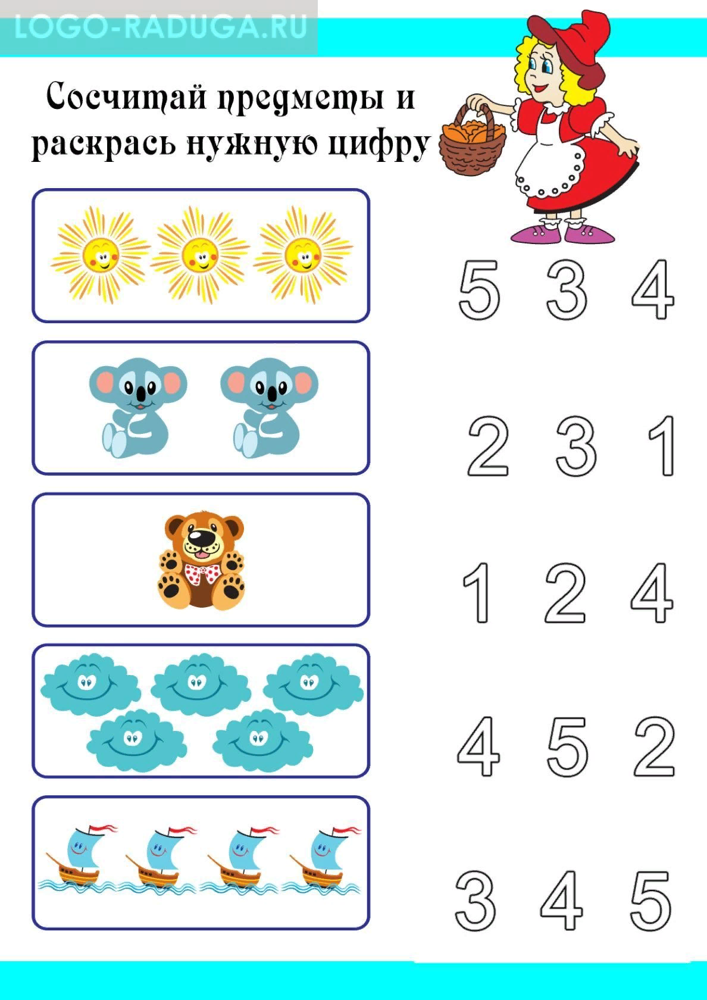 LOGO-RADUGA.RU
Сосчитай предметы и
раскрась нужную цифру
5 3 4
2 3 1
1 2 4
4 5 2
3 4 5